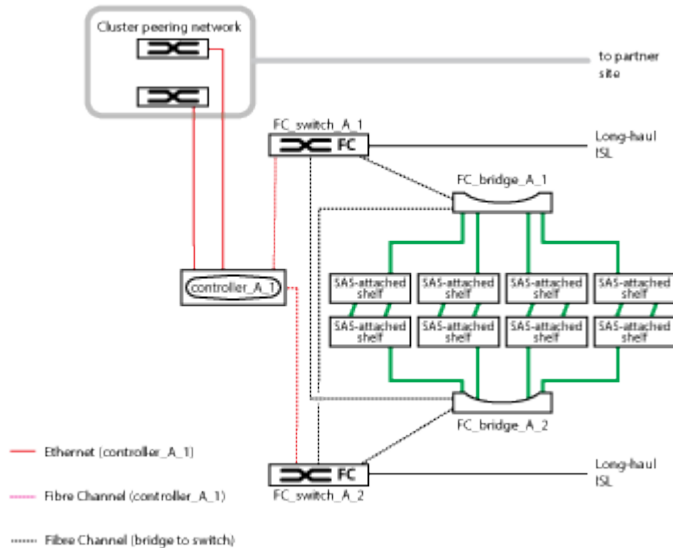 Cluster peering network
to partner
site
FC_switch_A_1
FC
Long-haul
ISL
FC_bridge_A_1
controller_A_1
SAS-attached
shelf
SAS-attached
shelf
SAS-attached
shelf
SAS-attached
shelf
SAS-attached
shelf
SAS-attached
shelf
SAS-attached
shelf
SAS-attached
shelf
FC_bridge_A_2
Ethernet (controller_A_1)
FC
Long-haul
ISL
Fibre Channel (controller_A_1)
FC_switch_A_2
Fibre Channel (bridge to switch)